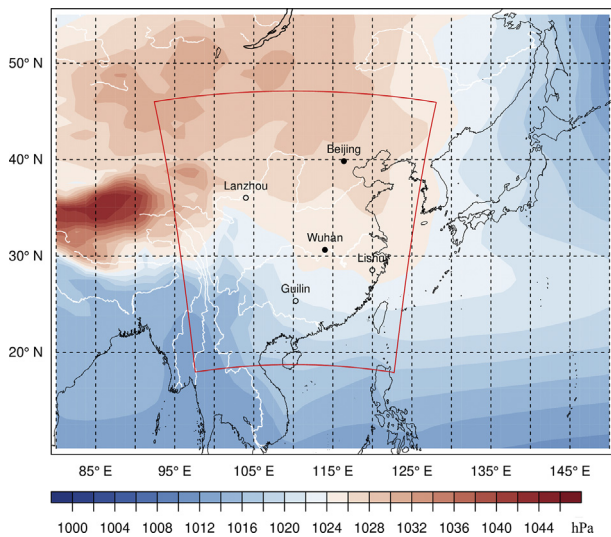 50° N
Beijing
40° N
Lanzhou
Wuhan
30° N
Lishui
Guilin
20° N
85° E 95° E 105° E 115° E 125° E 135° E 145° E
1000 1004 1008 1012 1016 1020 1024 1028 1032 1036 1040 1044 hPa